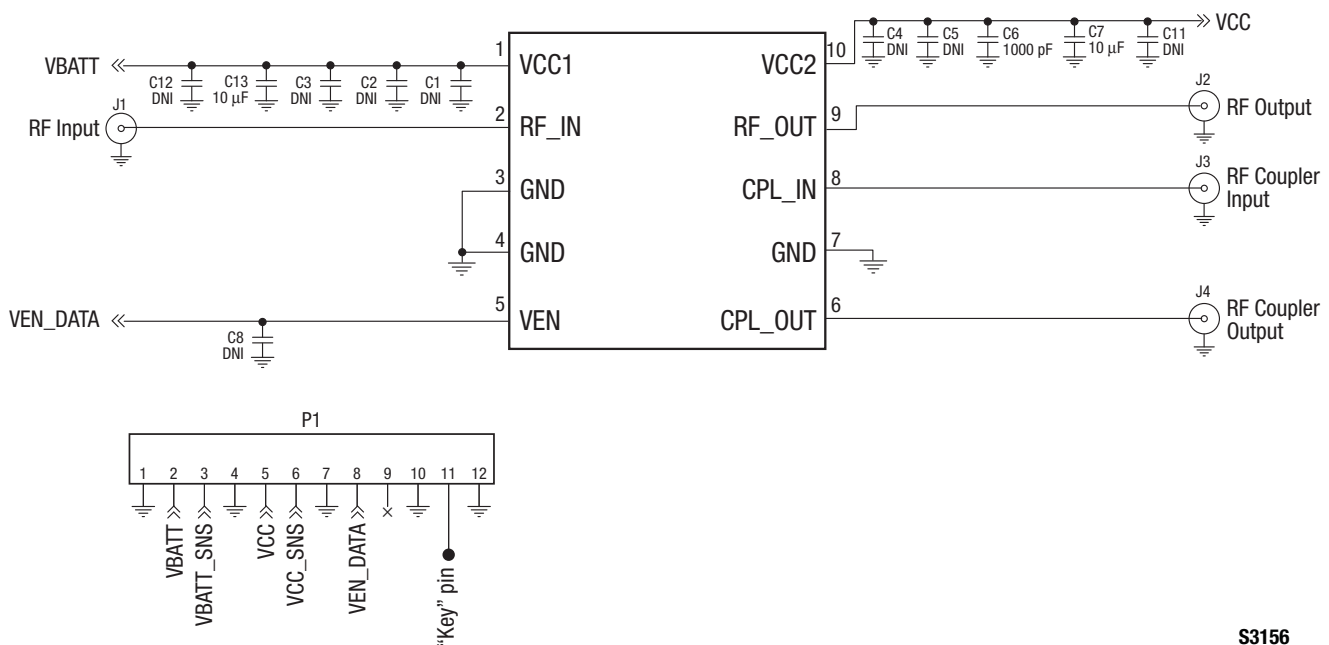 VCC
C4
DNI
C5
DNI
C6
1000 pF
C7
10 µF
C11
DNI
1
VCC1
VCC2
10
VBATT
C12
DNI
C13
10 µF
C3
DNI
C2
DNI
C1
DNI
J1
RF Input
2
RF_IN
RF_OUT
9
J2
RF Output
3
GND
CPL_IN
8
J3
RF Coupler
Input
4
GND
GND
7
5
VEN
CPL_OUT
6
J4
RF Coupler
Output
VEN_DATA
C8
DNI
P1
1 2 3 4 5 6 7 8 9 10 11 12
VBATT
VBATT_SNS
VCC
VCC_SNS
VEN_DATA
"Key" pin
S3156